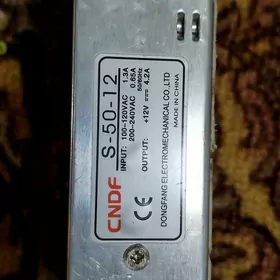 CNDF
S-50-12
INPUT: 100-120VAC 1.3A
200-240VAC 0.65A
50/60Hz
OUTPUT: +12V 4.2A
CE
DONGFANG ELECTROMECHANICAL CO.,LTD
MADE IN CHINA